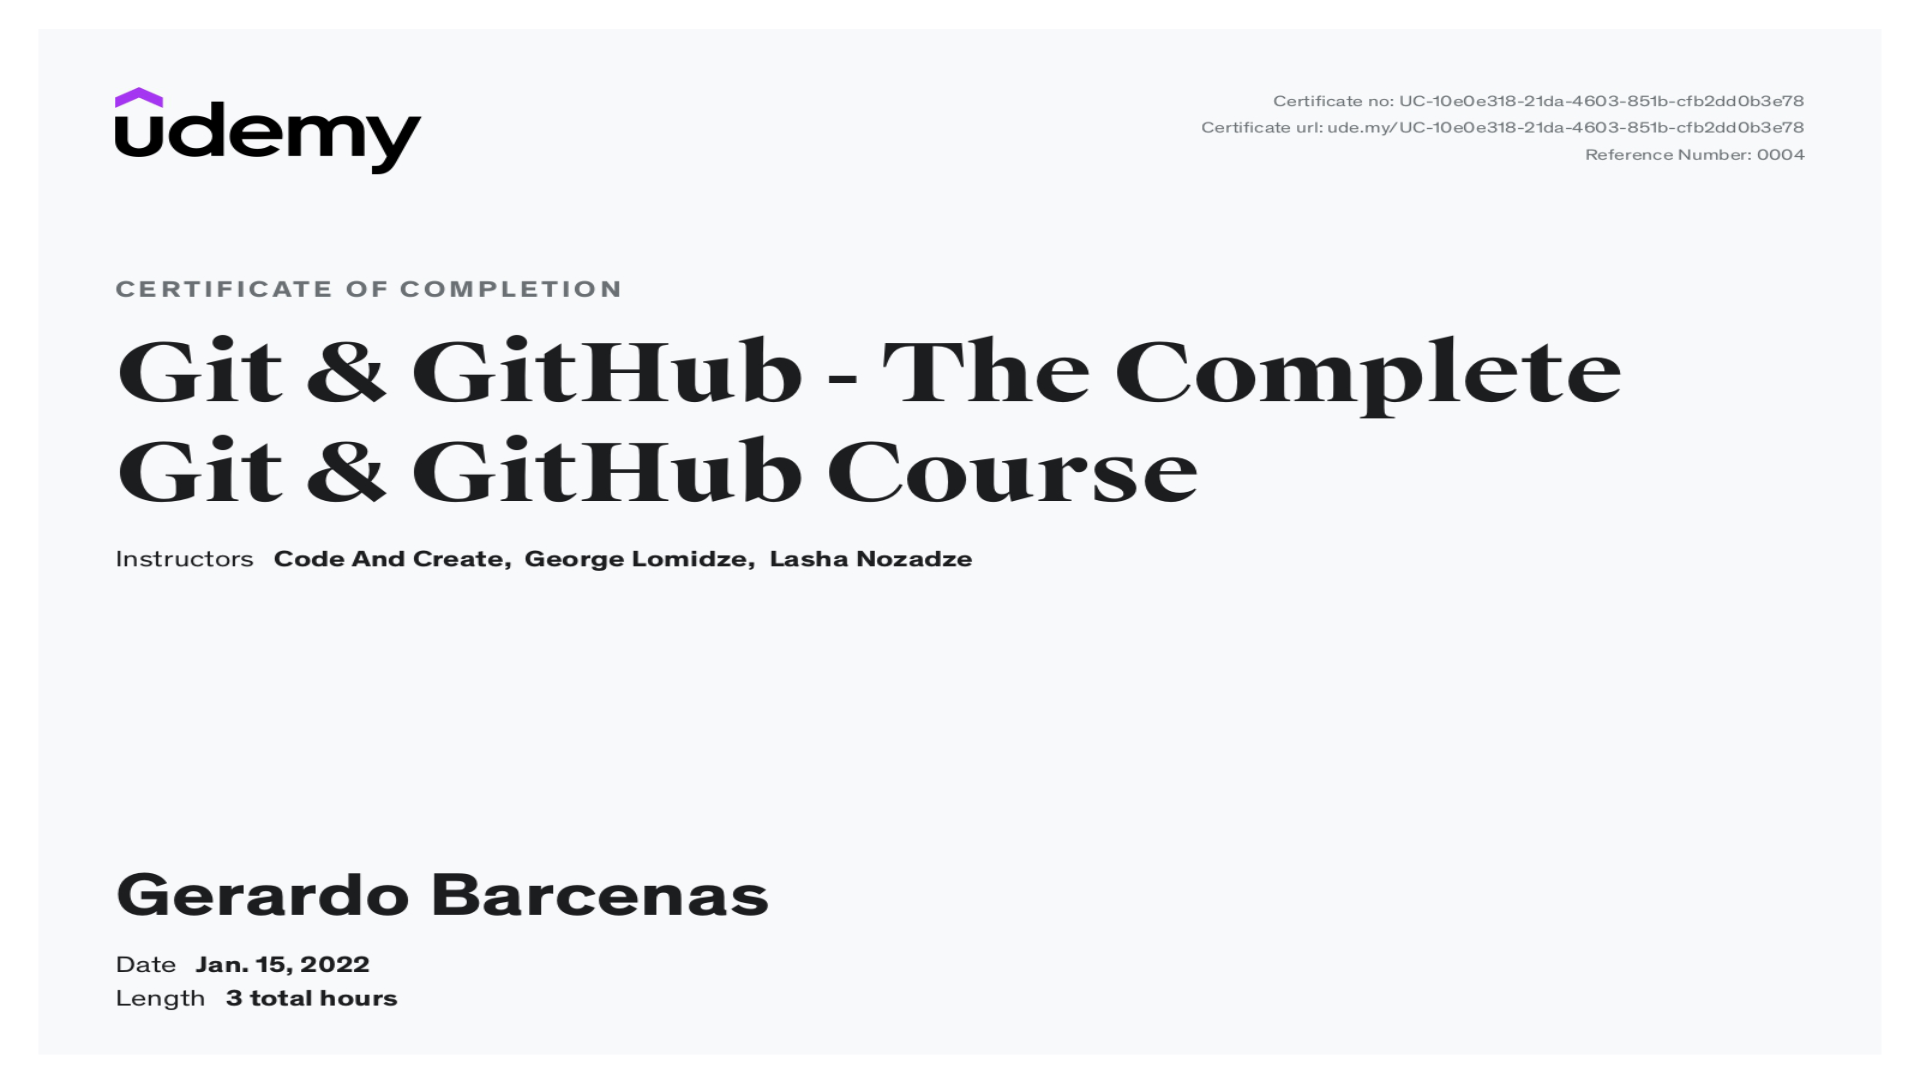 udemy
Certificate no: UC-10e0e318-21da-4603-851b-cfb2dd0b3e78
Certificate url: ude.my/UC-10e0e318-21da-4603-851b-cfb2dd0b3e78
Reference Number: 0004
CERTIFICATE OF COMPLETION
Git & GitHub - The Complete
Git & GitHub Course
Instructors Code And Create, George Lomidze, Lasha Nozadze
Gerardo Barcenas
Date Jan. 15, 2022
Length 3 total hours